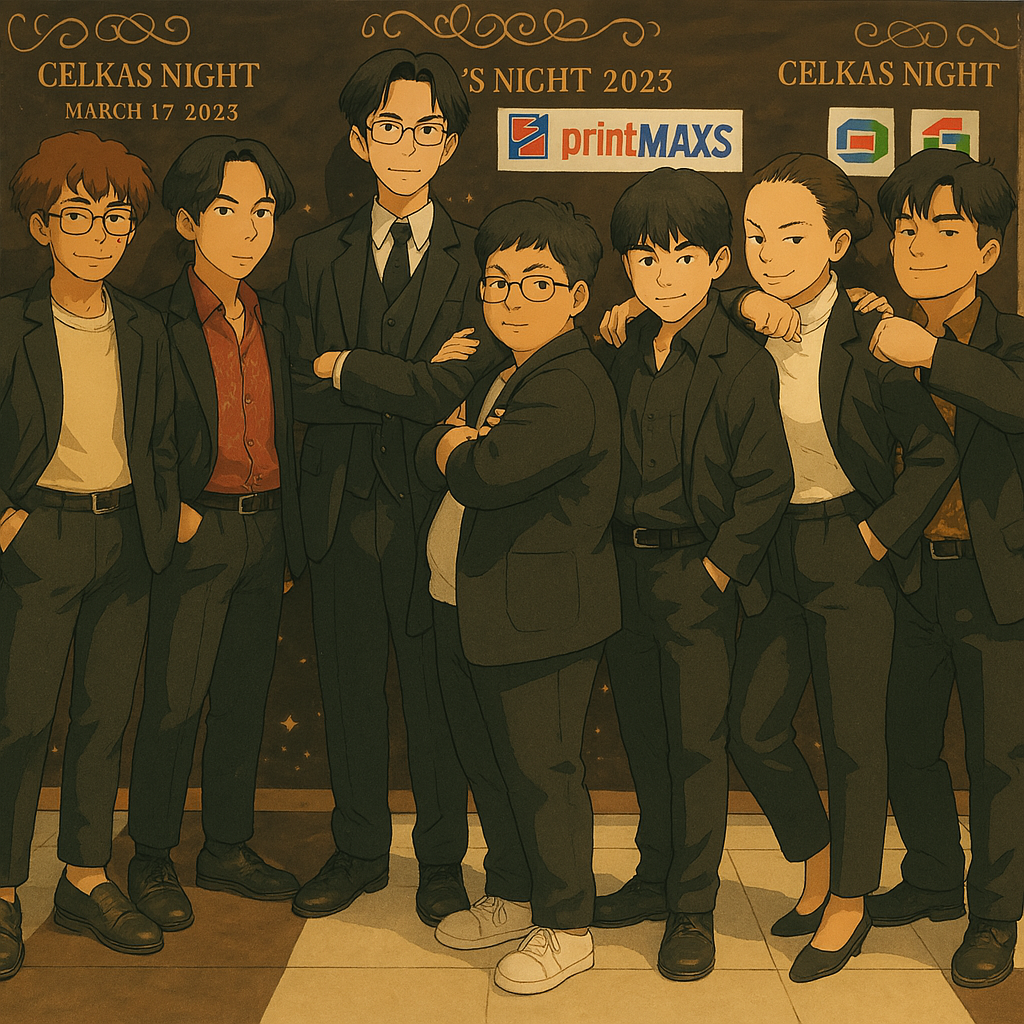 CELKAS NIGHT
MARCH 17 2023
'S NIGHT 2023
CELKAS NIGHT
printMAXS